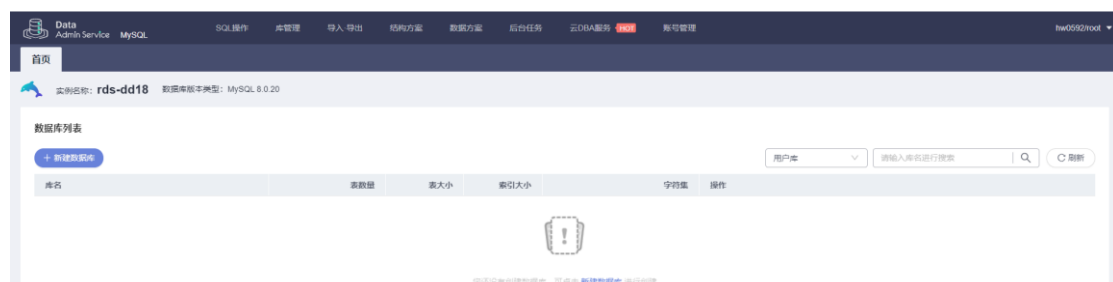 Data
Admin Service MySQL SQL操作 库管理 导入·导出 结构方案 数据方案 后台任务 云DBA服务 HOT 账号管理 hw0592/root
首页
实例名称: rds-dd18 数据库版本类型: MySQL 8.0.20
数据库列表
+ 新建数据库 用户库 请输入库名进行搜索 刷新
库名 表数量 表大小 索引大小 字符集 操作
新建数据库